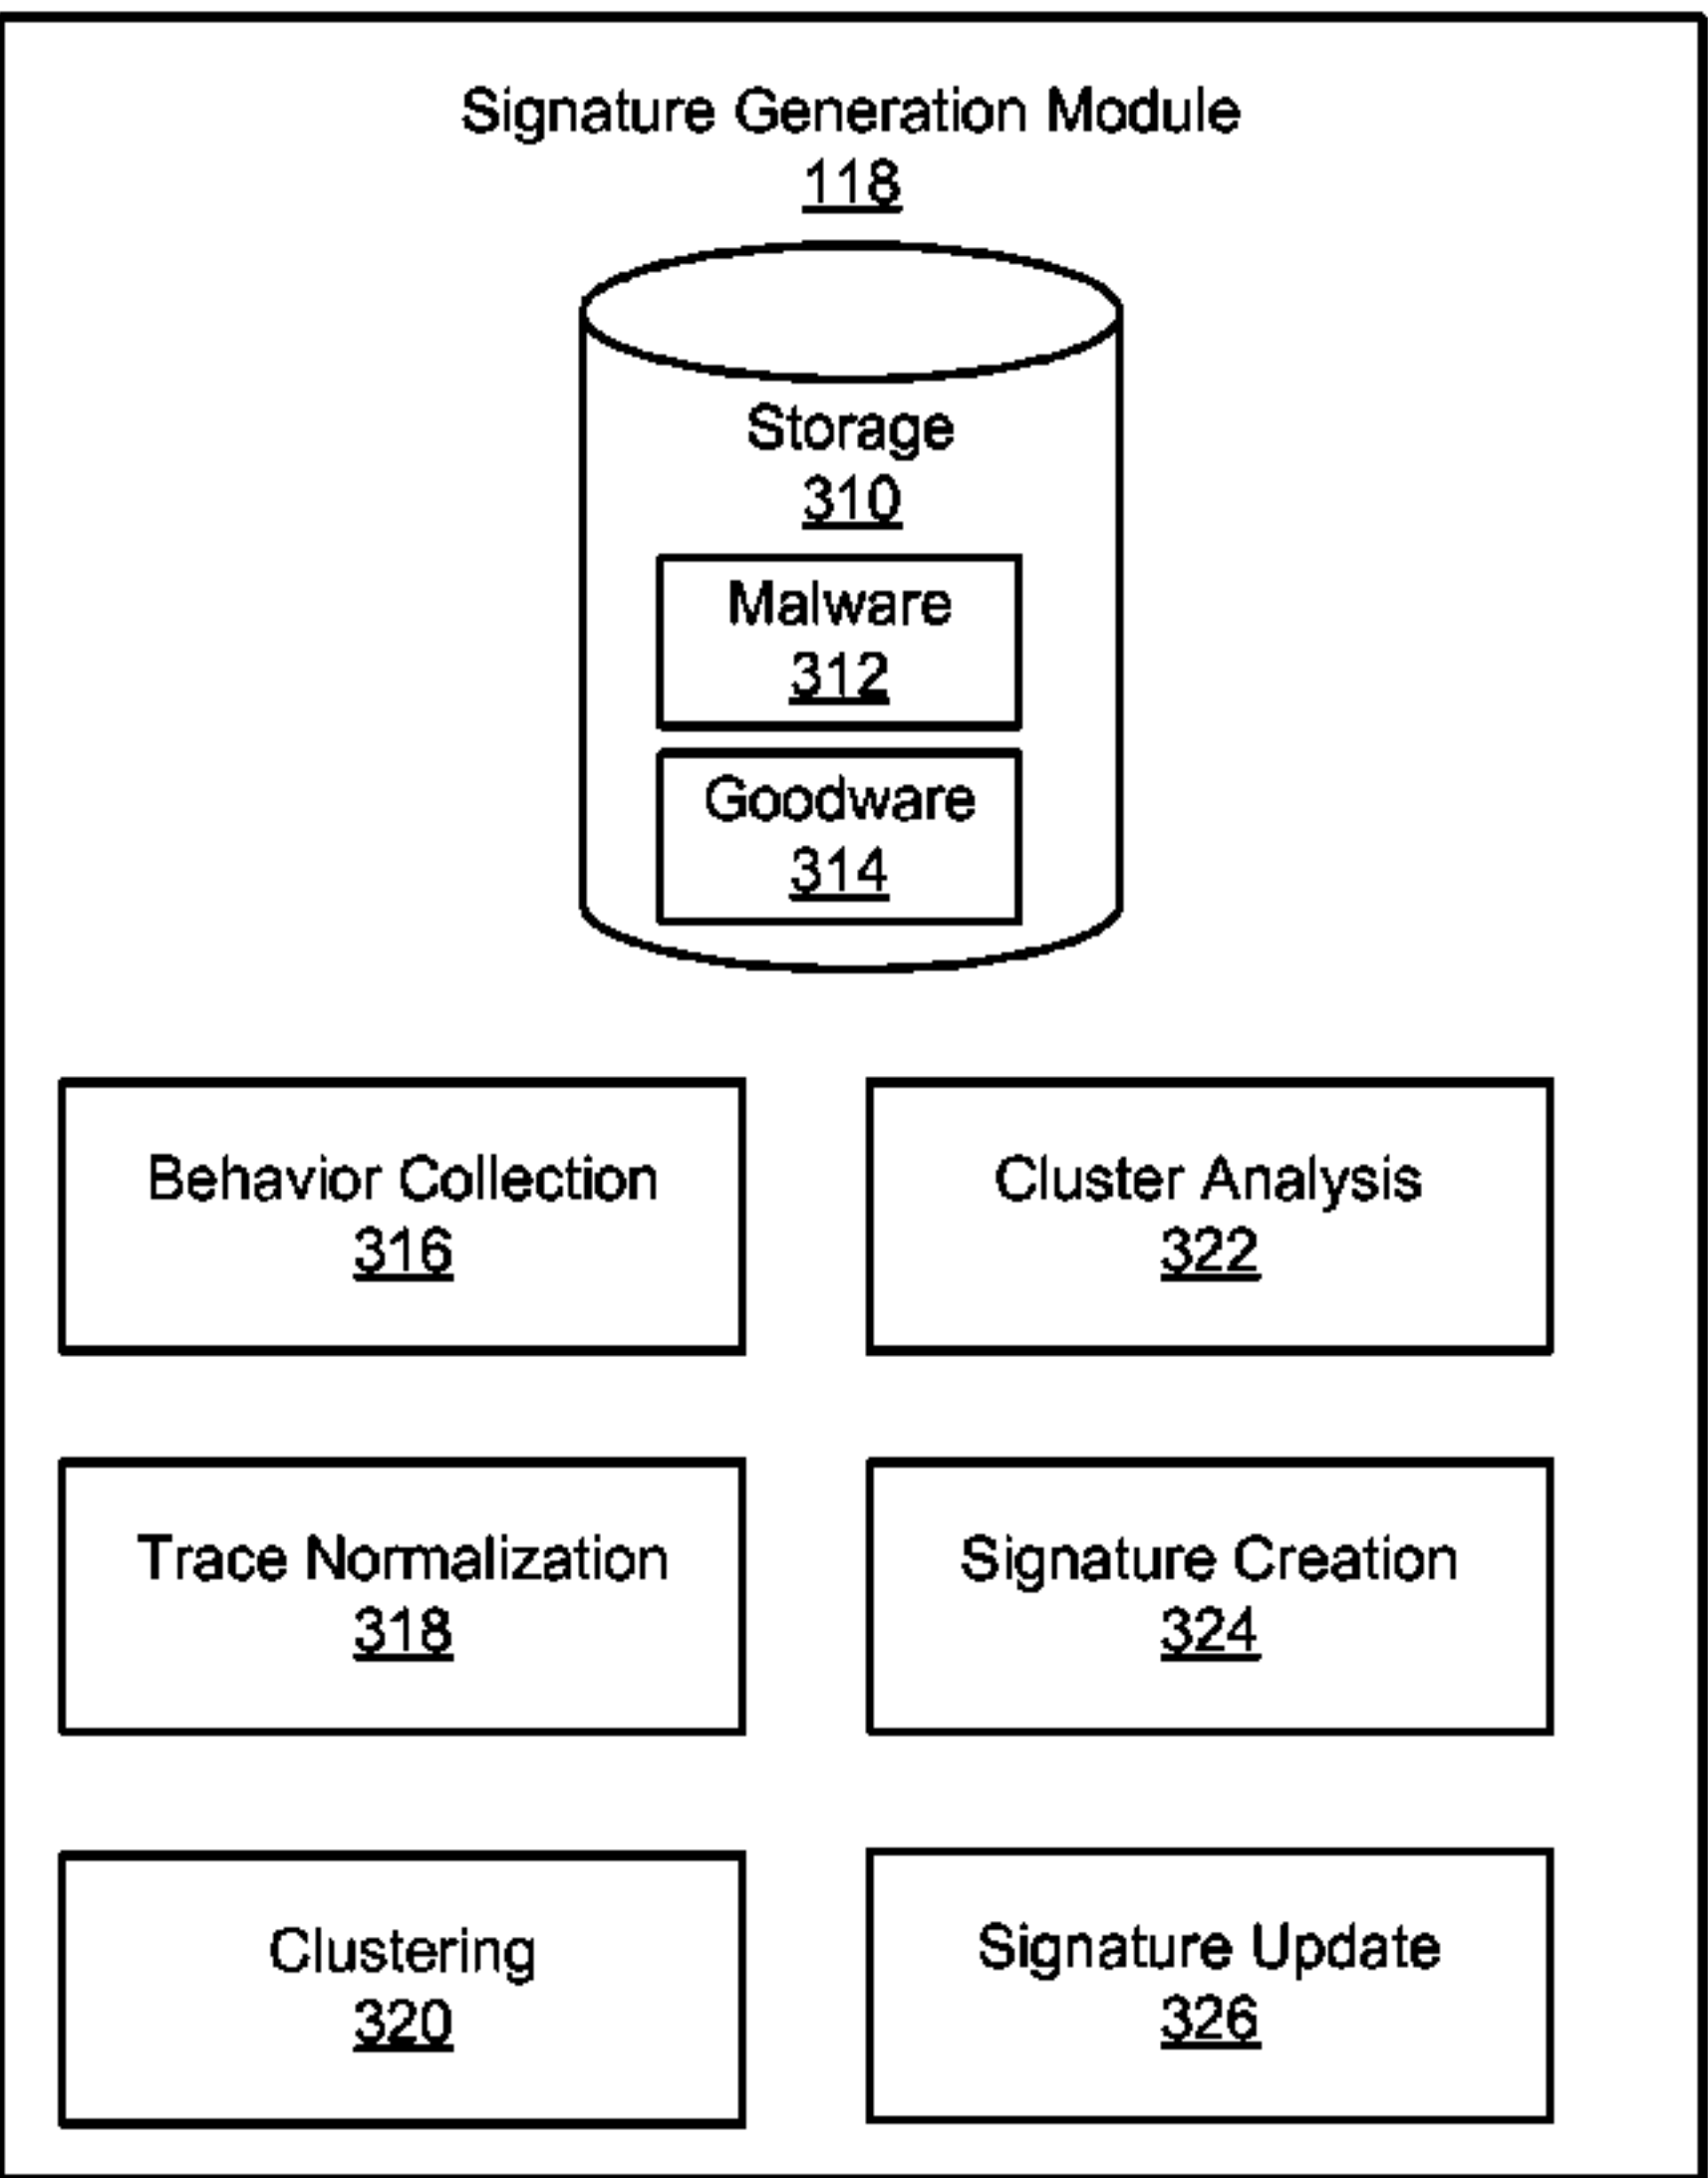 Signature Generation Module
118
Storage
310
Malware
312
Goodware
314
Behavior Collection
316
Cluster Analysis
322
Trace Normalization
318
Signature Creation
324
Clustering
320
Signature Update
326